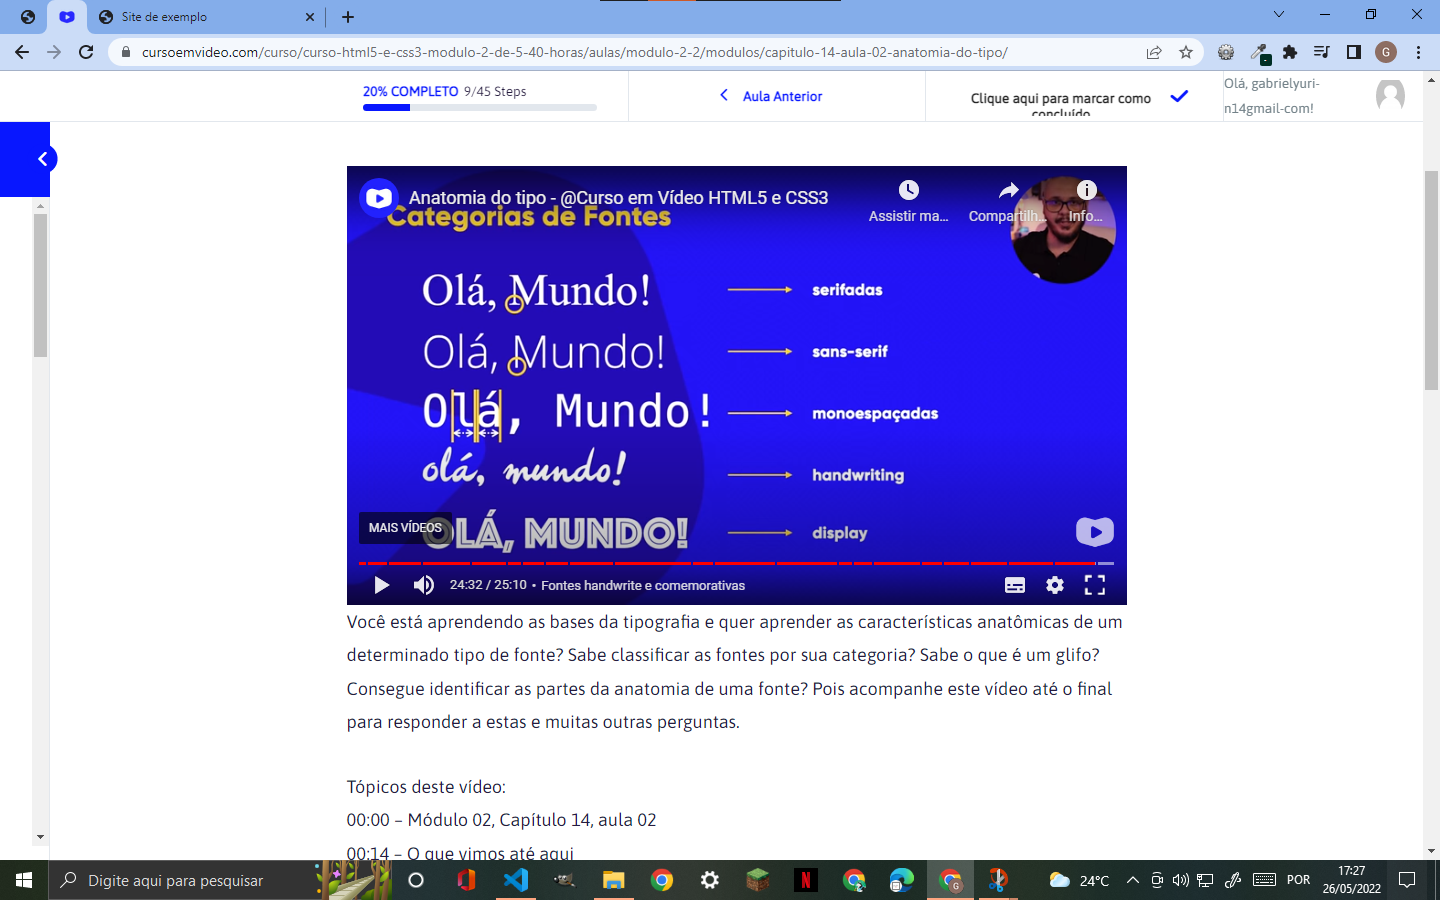 Site de exemplo
cursoemvideo.com/curso/curso-html5-e-css3-modulo-2-de-5-40-horas/aulas/modulo-2-2/modulos/capitulo-14-aula-02-anatomia-do-tipo/
G
20% COMPLETO 9/45 Steps
Aula Anterior
Clique aqui para marcar como
concluído
Olá, gabrielyuri-
n14gmail-com!
Anatomia do tipo - @Curso em Vídeo HTML5 e CSS3
Assistir ma...
Compartilh...
Info...
Categorias de Fontes
Olá, Mundo!
serifadas
Olá, Mundo!
sans-serif
Olá, Mundo!
monoespaçadas
olá, mundo!
handwriting
MAIS VÍDEOS
OLÁ, MUNDO!
display
24:32 / 25:10 • Fontes handwrite e comemorativas
Você está aprendendo as bases da tipografia e quer aprender as características anatômicas de um
determinado tipo de fonte? Sabe classificar as fontes por sua categoria? Sabe o que é um glifo?
Consegue identificar as partes da anatomia de uma fonte? Pois acompanhe este vídeo até o final
para responder a estas e muitas outras perguntas.
Tópicos deste vídeo:
00:00 – Módulo 02, Capítulo 14, aula 02
00:14 – O que vimos até aqui
Digite aqui para pesquisar
N
G
24°C
POR
17:27
26/05/2022